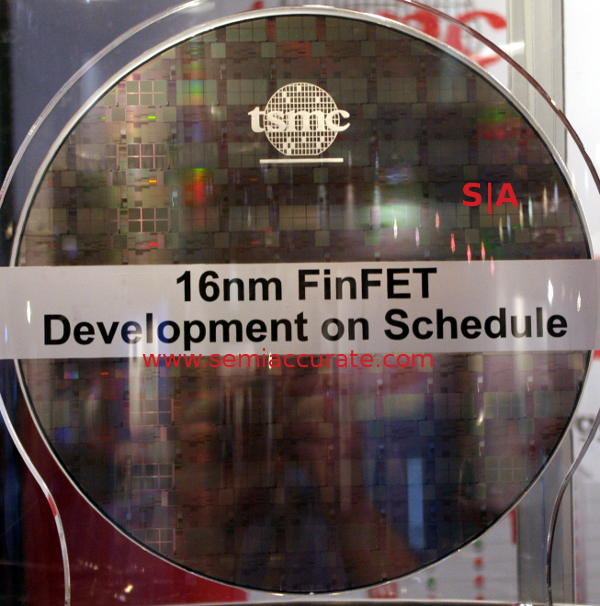 tsmc
S|A
16nm FinFET
Development on Schedule
www.semiaccurate.com